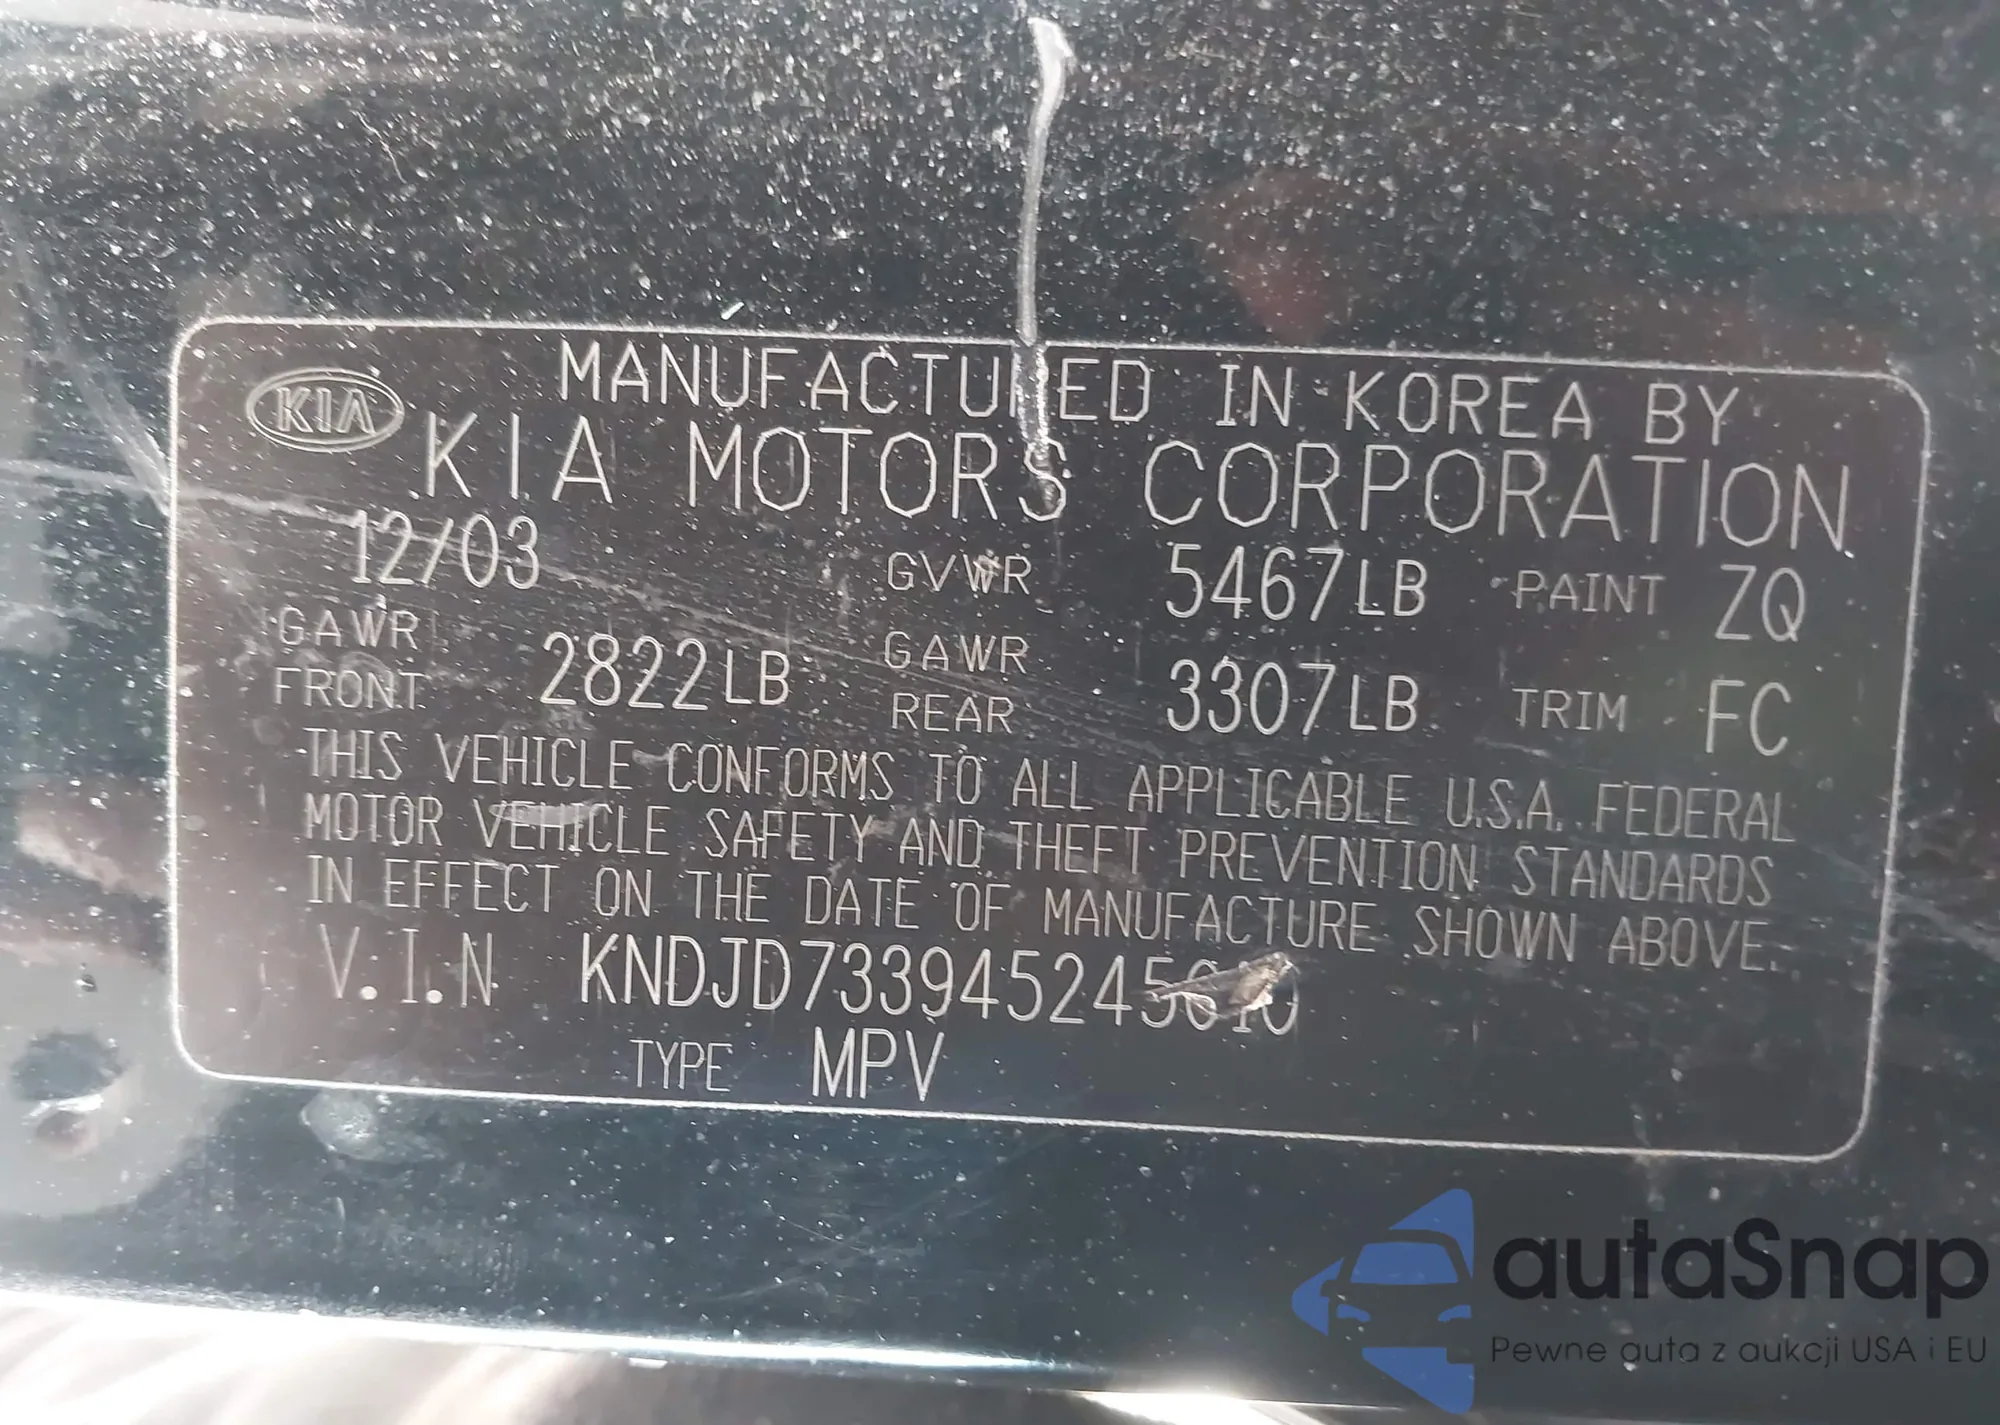 KIA
MANUFACTURED IN KOREA BY
KIA MOTORS CORPORATION
12/03 GVWR 5467LB PAINT ZQ
GAWR FRONT 2822LB GAWR REAR 3307LB TRIM FC
THIS VEHICLE CONFORMS TO ALL APPLICABLE U.S.A. FEDERAL
MOTOR VEHICLE SAFETY AND THEFT PREVENTION STANDARDS
IN EFFECT ON THE DATE OF MANUFACTURE SHOWN ABOVE.
V.I.N KNDJD733945245010
TYPE MPV
autaSnap
Pewne auta z aukcji USA i EU